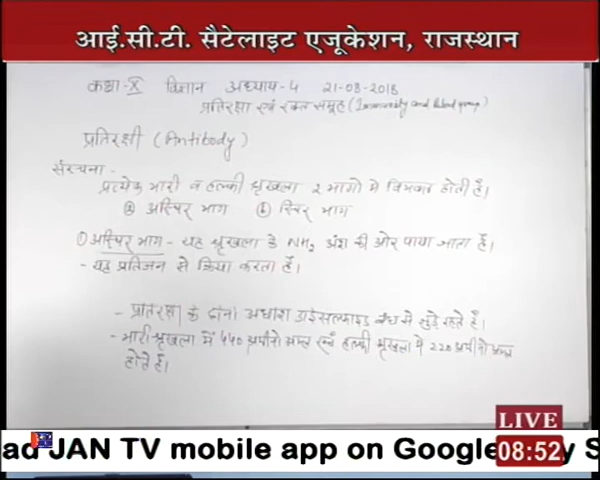 आई.सी.टी. सैटेलाइट एजूकेशन, राजस्थान
कक्षा-X विज्ञान अध्याय-4 21-08-2018
प्रतिरक्षा एवं रक्त समूह (Immunity and Blood group)
प्रतिरक्षी (Antibody)
संरचना -
प्रत्येक भारी व हल्की श्रृंखला 2 भागो मे विभक्त होती है।
ⓐ अस्थिर भाग ⓑ स्थिर भाग
① अस्थिर भाग - यह श्रृंखला के NH₂ अंश की ओर पाया जाता है।
- यह प्रतिजन से क्रिया करता है।
- प्रतिरक्षी के दोनो अर्धांश डाईसल्फाइड बंध से जुडे रहते है।
- भारी श्रृंखला में 440 अमीनो अम्ल एवं हल्की श्रृंखला मे 220 अमीनो अम्ल
होते है।
LIVE
08:52
ad JAN TV mobile app on Google y S